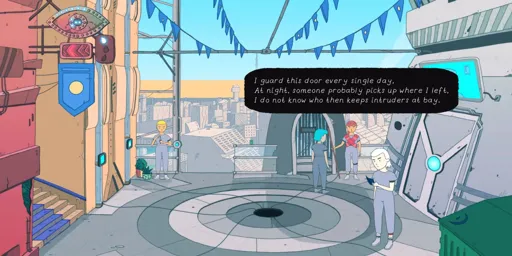 I guard this door every single day,
At night, someone probably picks up where I left,
I do not know who then keeps intruders at bay.